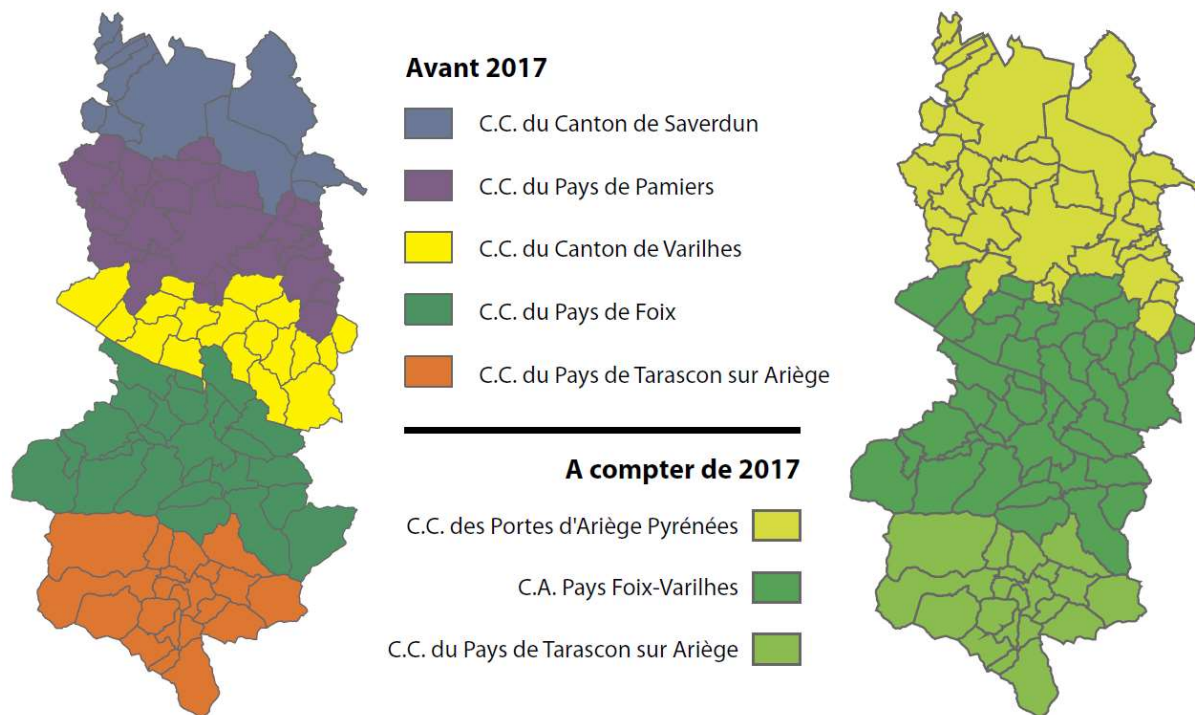 Avant 2017
C.C. du Canton de Saverdun
C.C. du Pays de Pamiers
C.C. du Canton de Varilhes
C.C. du Pays de Foix
C.C. du Pays de Tarascon sur Ariège
A compter de 2017
C.C. des Portes d'Ariège Pyrénées
C.A. Pays Foix-Varilhes
C.C. du Pays de Tarascon sur Ariège